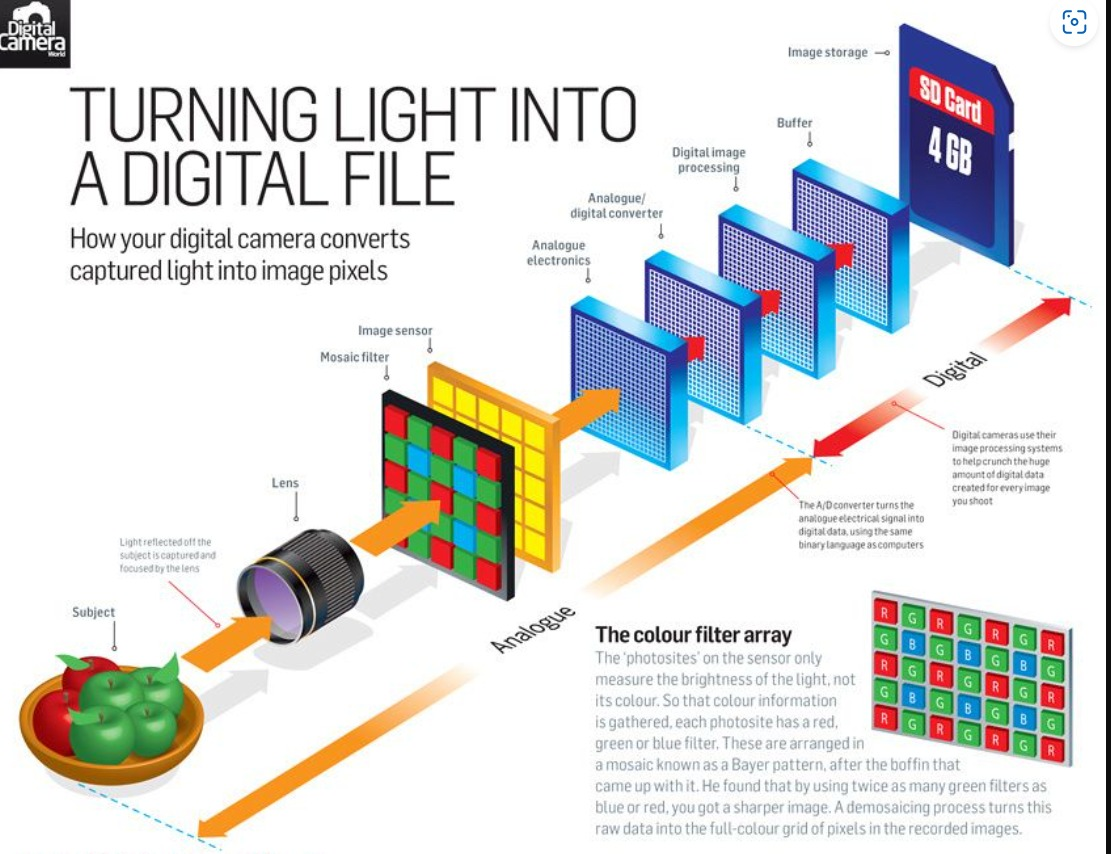 Digital
Camera
World
TURNING LIGHT INTO
A DIGITAL FILE
How your digital camera converts
captured light into image pixels
Image storage
SD Card
4 GB
Buffer
Digital image
processing
Analogue/
digital converter
Analogue
electronics
Image sensor
Mosaic filter
Lens
Light reflected off the
subject is captured and
focused by the lens
Subject
Analogue
Digital
Digital cameras use their
image processing systems
to help crunch the huge
amount of digital data
created for every image
you shoot
The A/D converter turns the
analogue electrical signal into
digital data, using the same
binary language as computers
The colour filter array
The ‘photosites’ on the sensor only
measure the brightness of the light, not
its colour. So that colour information
is gathered, each photosite has a red,
green or blue filter. These are arranged in
a mosaic known as a Bayer pattern, after the boffin that
came up with it. He found that by using twice as many green filters as
blue or red, you got a sharper image. A demosaicing process turns this
raw data into the full-colour grid of pixels in the recorded images.
R G R G R G R
G B G B G B G
R G R G R G R
G B G B G B G
R G R G R G R